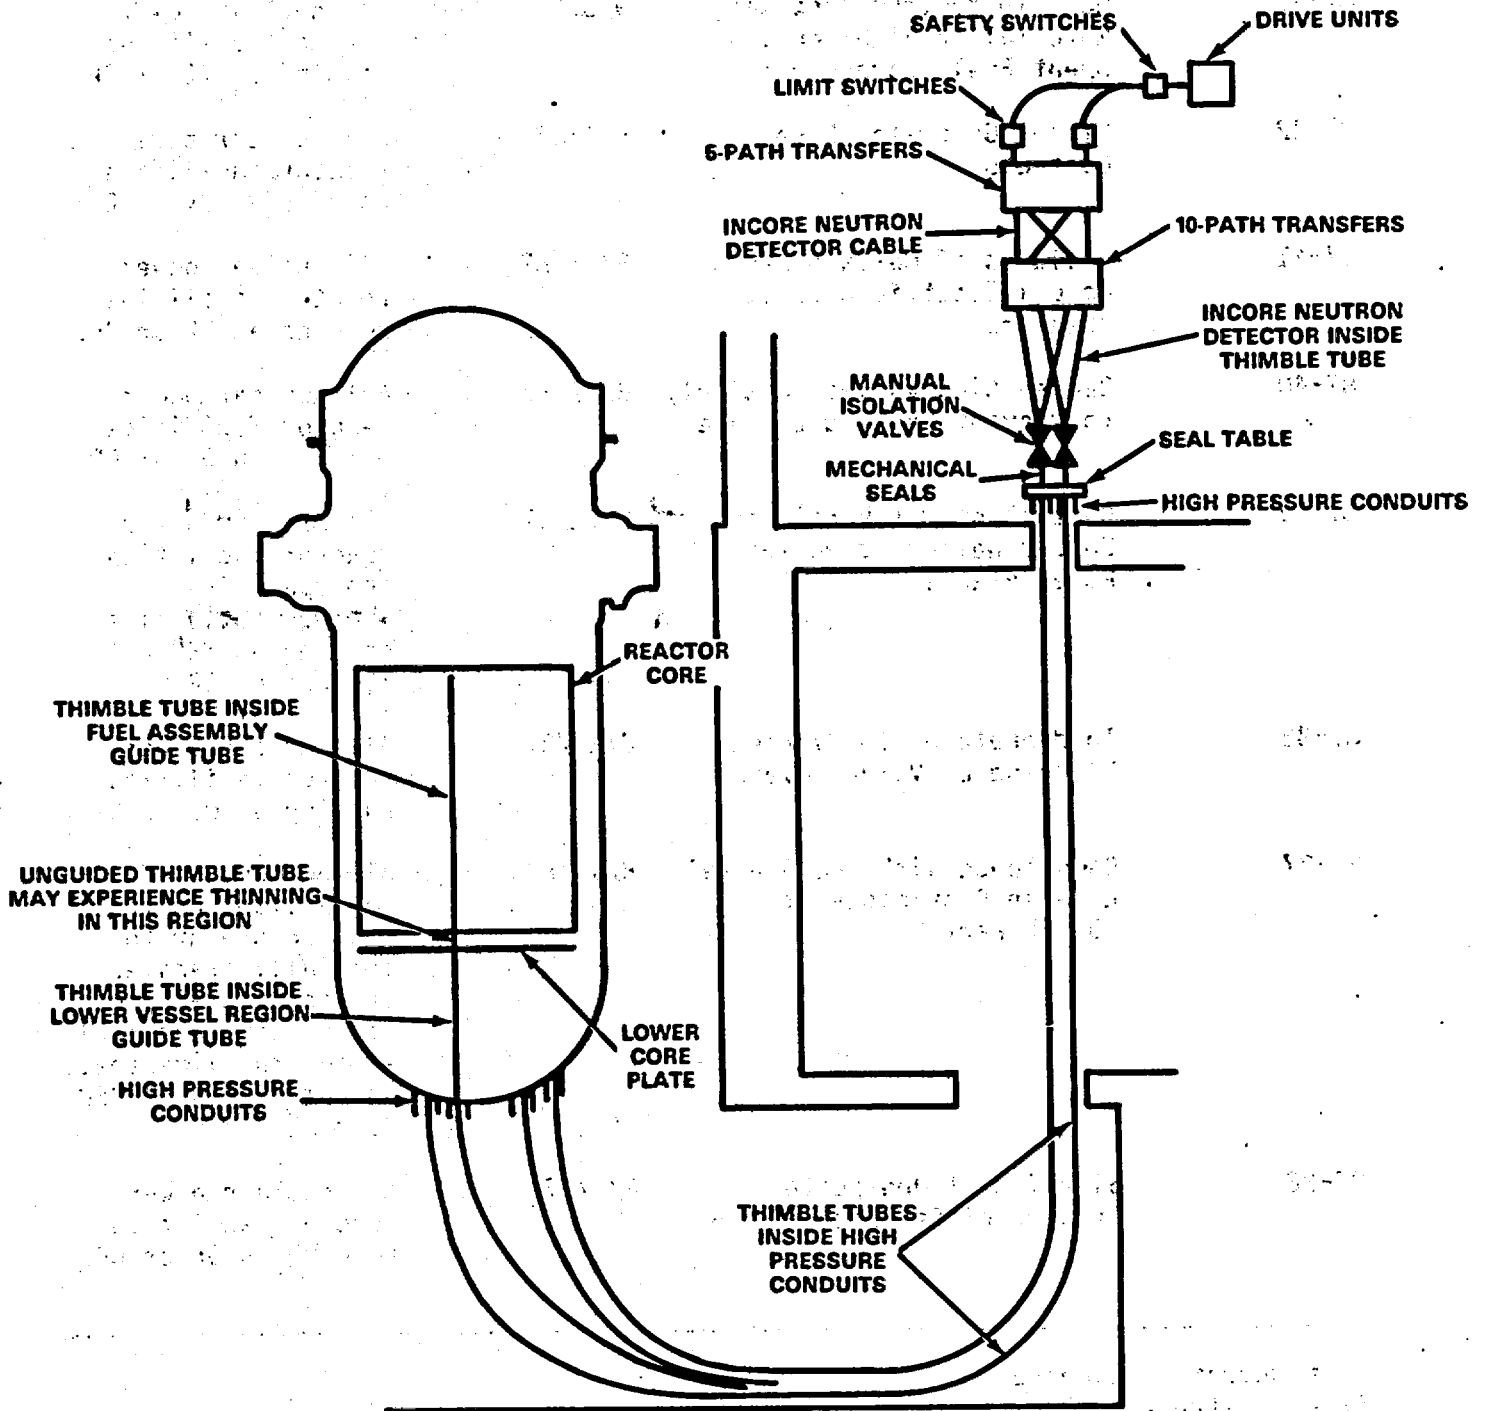 SAFETY SWITCHES
DRIVE UNITS
LIMIT SWITCHES
5-PATH TRANSFERS
INCORE NEUTRON
DETECTOR CABLE
10-PATH TRANSFERS
INCORE NEUTRON
DETECTOR INSIDE
THIMBLE TUBE
MANUAL
ISOLATION
VALVES
SEAL TABLE
MECHANICAL
SEALS
HIGH PRESSURE CONDUITS
REACTOR
CORE
THIMBLE TUBE INSIDE
FUEL ASSEMBLY
GUIDE TUBE
UNGUIDED THIMBLE TUBE
MAY EXPERIENCE THINNING
IN THIS REGION
THIMBLE TUBE INSIDE
LOWER VESSEL REGION
GUIDE TUBE
LOWER
CORE
PLATE
HIGH PRESSURE
CONDUITS
THIMBLE TUBES
INSIDE HIGH
PRESSURE
CONDUITS